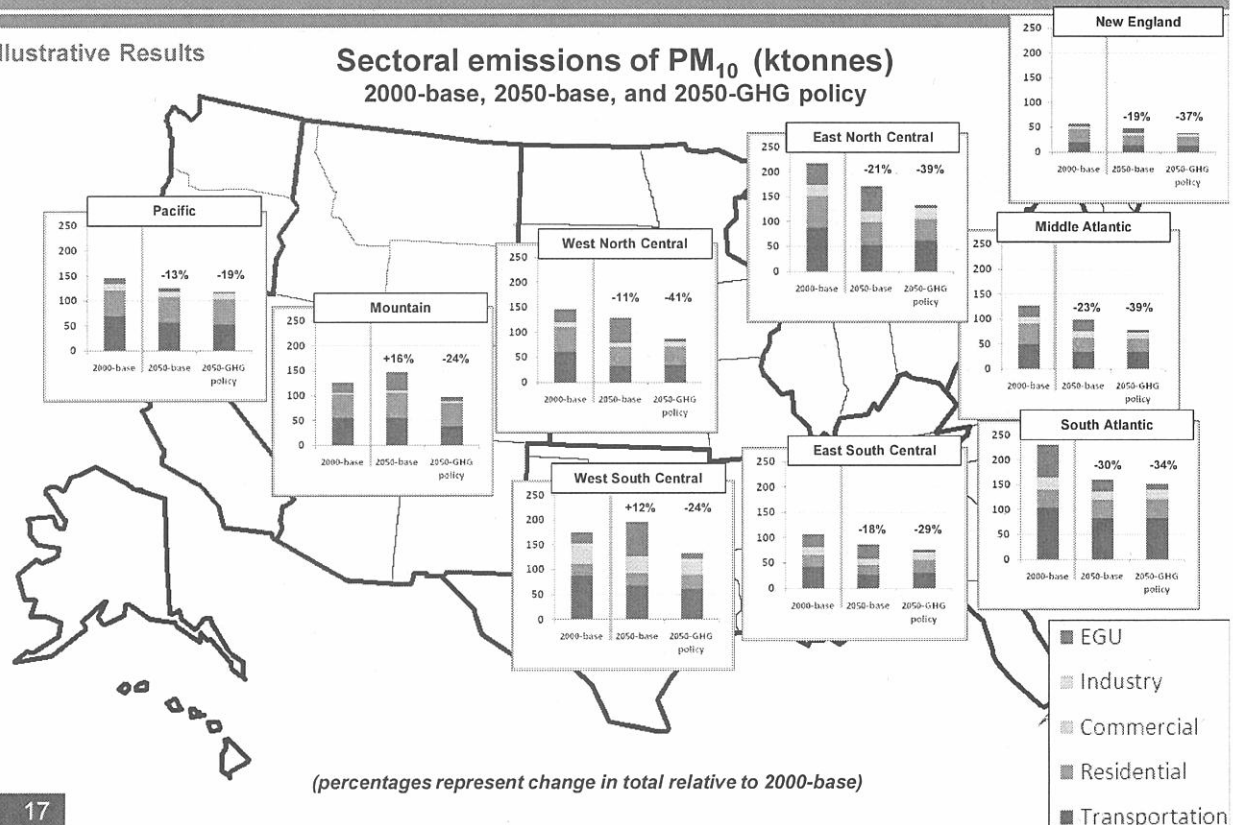 llustrative Results
Sectoral emissions of PM10 (ktonnes)
2000-base, 2050-base, and 2050-GHG policy
New England
250
200
150
100
50
0
-19%
-37%
2000-base
2050-base
2050-GHG
policy
East North Central
250
200
150
100
50
0
-21%
-39%
2000-base
2050-base
2050-GHG
policy
Pacific
250
200
150
100
50
0
-13%
-19%
2000-base
2050-base
2050-GHG
policy
West North Central
250
200
150
100
50
0
-11%
-41%
2000-base
2050-base
2050-GHG
policy
Middle Atlantic
250
200
150
100
50
0
-23%
-39%
2000-base
2050-base
2050-GHG
policy
Mountain
250
200
150
100
50
0
+16%
-24%
2000-base
2050-base
2050-GHG
policy
South Atlantic
250
200
150
100
50
0
-30%
-34%
2000-base
2050-base
2050-GHG
policy
East South Central
250
200
150
100
50
0
-18%
-29%
2000-base
2050-base
2050-GHG
policy
West South Central
250
200
150
100
50
0
+12%
-24%
2000-base
2050-base
2050-GHG
policy
EGU
Industry
Commercial
Residential
Transportation
(percentages represent change in total relative to 2000-base)
17